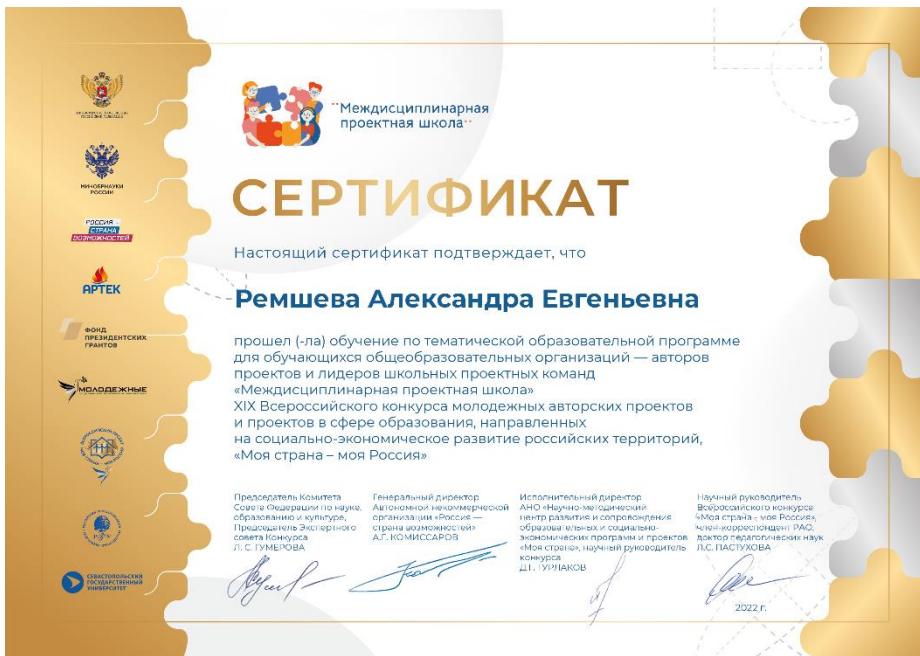 Междисциплинарная
проектная школа
СЕРТИФИКАТ
Настоящий сертификат подтверждает, что
Ремшева Александра Евгеньевна
прошел (-ла) обучение по тематической образовательной программе
для обучающихся общеобразовательных организаций — авторов
проектов и лидеров школьных проектных команд
«Междисциплинарная проектная школа»
XIX Всероссийского конкурса молодежных авторских проектов
и проектов в сфере образования, направленных
на социально-экономическое развитие российских территорий,
«Моя страна – моя Россия»
МИНОБРНАУКИ
РОССИИ
РОССИЯ –
СТРАНА
ВОЗМОЖНОСТЕЙ
АРТЕК
ФОНД
ПРЕЗИДЕНТСКИХ
ГРАНТОВ
МОЛОДЕЖНЫЕ
СЕВАСТОПОЛЬСКИЙ
ГОСУДАРСТВЕННЫЙ
УНИВЕРСИТЕТ
Председатель Комитета
Совета Федерации по науке,
образованию и культуре,
Председатель Экспертного
совета Конкурса
Л. С. ГУМЕРОВА
Генеральный директор
Автономной некоммерческой
организации «Россия —
страна возможностей»
А.Г. КОМИССАРОВ
Исполнительный директор
АНО «Научно-методический
центр развития и сопровождения
образовательных и социально-
экономических программ и проектов
«Моя страна», научный руководитель
конкурса
Научный руководитель
Всероссийского конкурса
«Моя страна – моя Россия»,
член-корреспондент РАО,
доктор педагогических наук
Л.С. ПАСТУХОВА
2022 г.